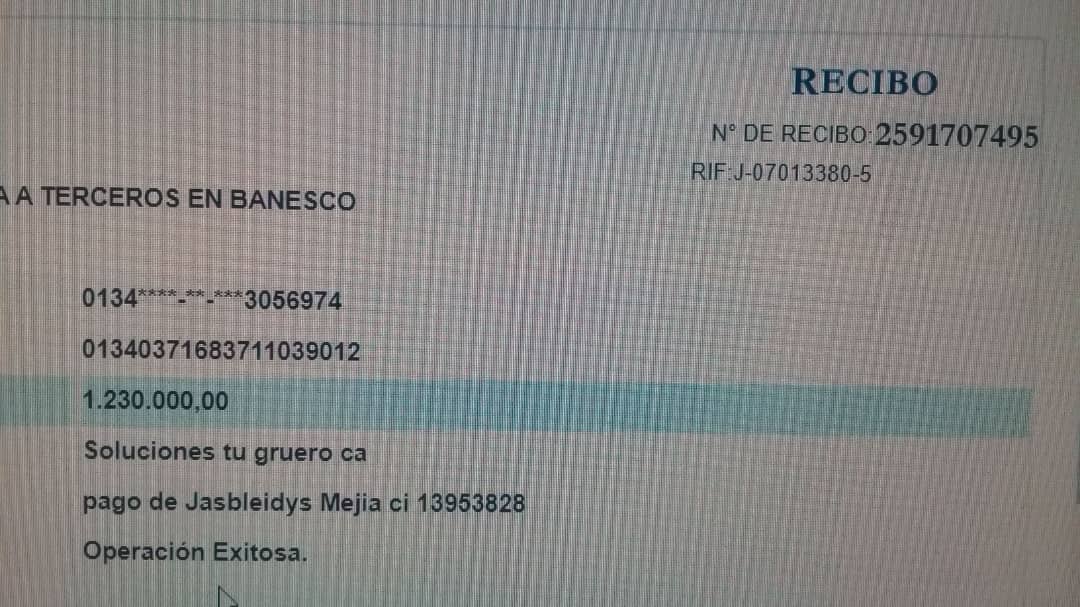 RECIBO
N° DE RECIBO:2591707495
RIF:J-07013380-5
A A TERCEROS EN BANESCO
0134****-**-***3056974
01340371683711039012
1.230.000,00
Soluciones tu gruero ca
pago de Jasbleidys Mejia ci 13953828
Operación Exitosa.